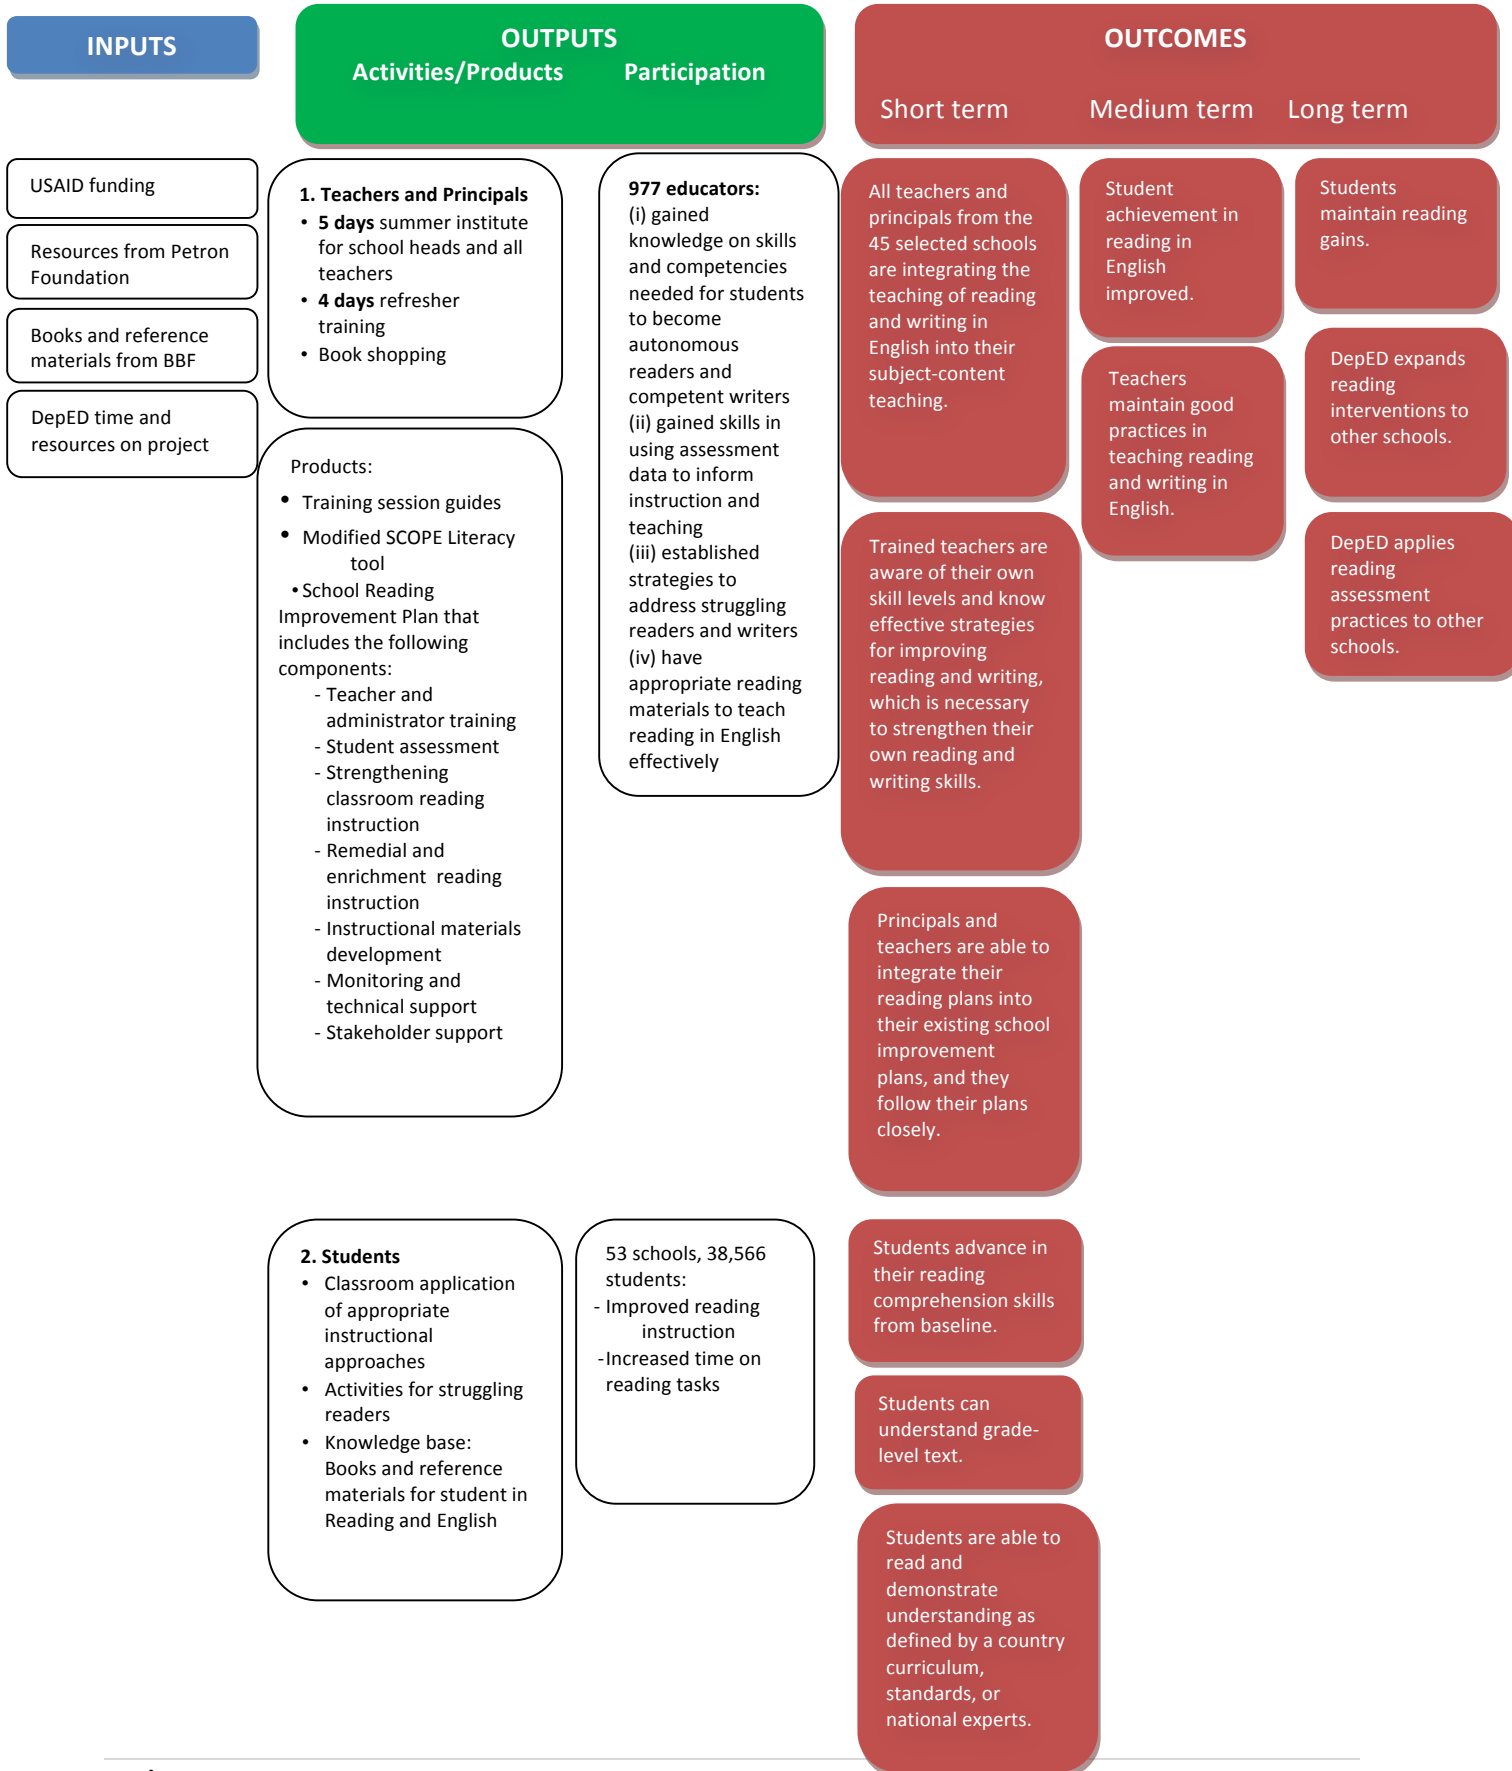 INPUTS
OUTPUTS
Activities/Products Participation
OUTCOMES
Short term Medium term Long term
USAID funding
Resources from Petron
Foundation
Books and reference
materials from BBF
DepED time and
resources on project
1. Teachers and Principals
• 5 days summer institute
for school heads and all
teachers
• 4 days refresher
training
• Book shopping
Products:
• Training session guides
• Modified SCOPE Literacy
tool
• School Reading
Improvement Plan that
includes the following
components:
- Teacher and
administrator training
- Student assessment
- Strengthening
classroom reading
instruction
- Remedial and
enrichment reading
instruction
- Instructional materials
development
- Monitoring and
technical support
- Stakeholder support
977 educators:
(i) gained
knowledge on skills
and competencies
needed for students
to become
autonomous
readers and
competent writers
(ii) gained skills in
using assessment
data to inform
instruction and
teaching
(iii) established
strategies to
address struggling
readers and writers
(iv) have
appropriate reading
materials to teach
reading in English
effectively
All teachers and
principals from the
45 selected schools
are integrating the
teaching of reading
and writing in
English into their
subject-content
teaching.
Trained teachers are
aware of their own
skill levels and know
effective strategies
for improving
reading and writing,
which is necessary
to strengthen their
own reading and
writing skills.
Principals and
teachers are able to
integrate their
reading plans into
their existing school
improvement
plans, and they
follow their plans
closely.
Student
achievement in
reading in
English
improved.
Teachers
maintain good
practices in
teaching reading
and writing in
English.
Students
maintain reading
gains.
DepED expands
reading
interventions to
other schools.
DepED applies
reading
assessment
practices to other
schools.
2. Students
• Classroom application
of appropriate
instructional
approaches
• Activities for struggling
readers
• Knowledge base:
Books and reference
materials for student in
Reading and English
53 schools, 38,566
students:
- Improved reading
instruction
-Increased time on
reading tasks
Students advance in
their reading
comprehension skills
from baseline.
Students can
understand grade-
level text.
Students are able to
read and
demonstrate
understanding as
defined by a country
curriculum,
standards, or
national experts.